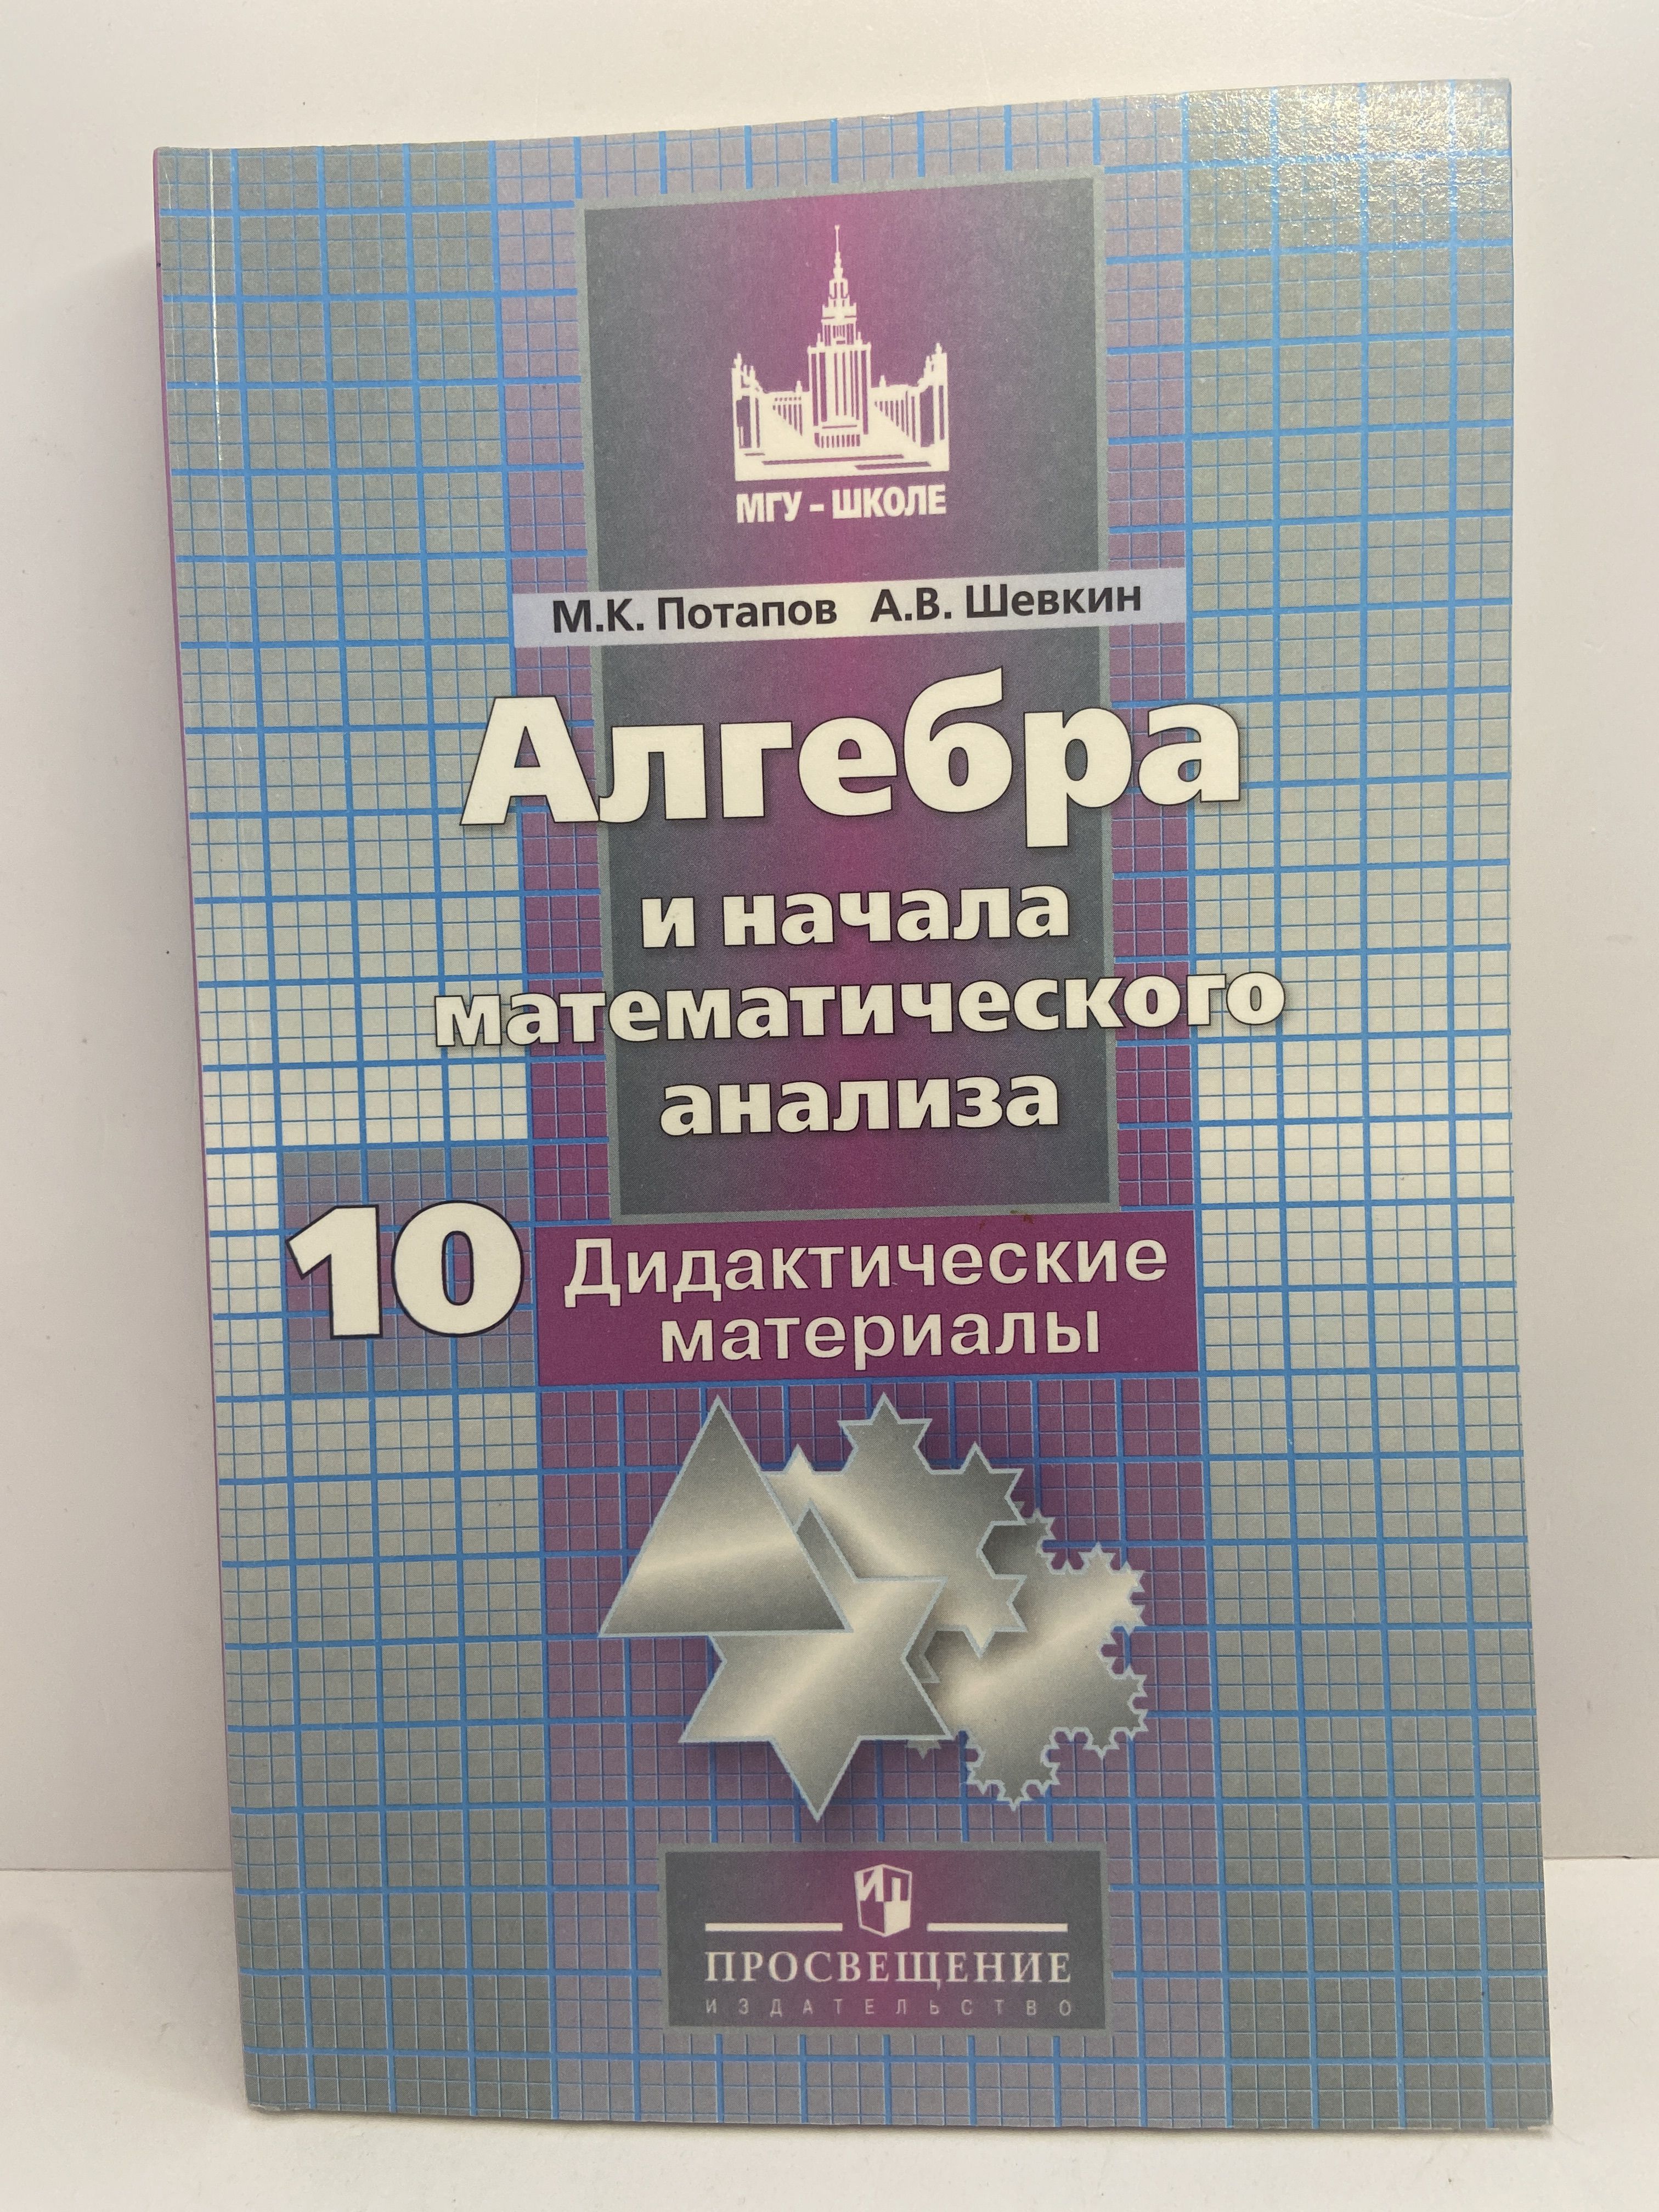 МГУ - ШКОЛЕ
М.К. Потапов А.В. Шевкин
Алгебра
и начала
математического
анализа
10
Дидактические
материалы
ПРОСВЕЩЕНИЕ
ИЗДАТЕЛЬСТВО